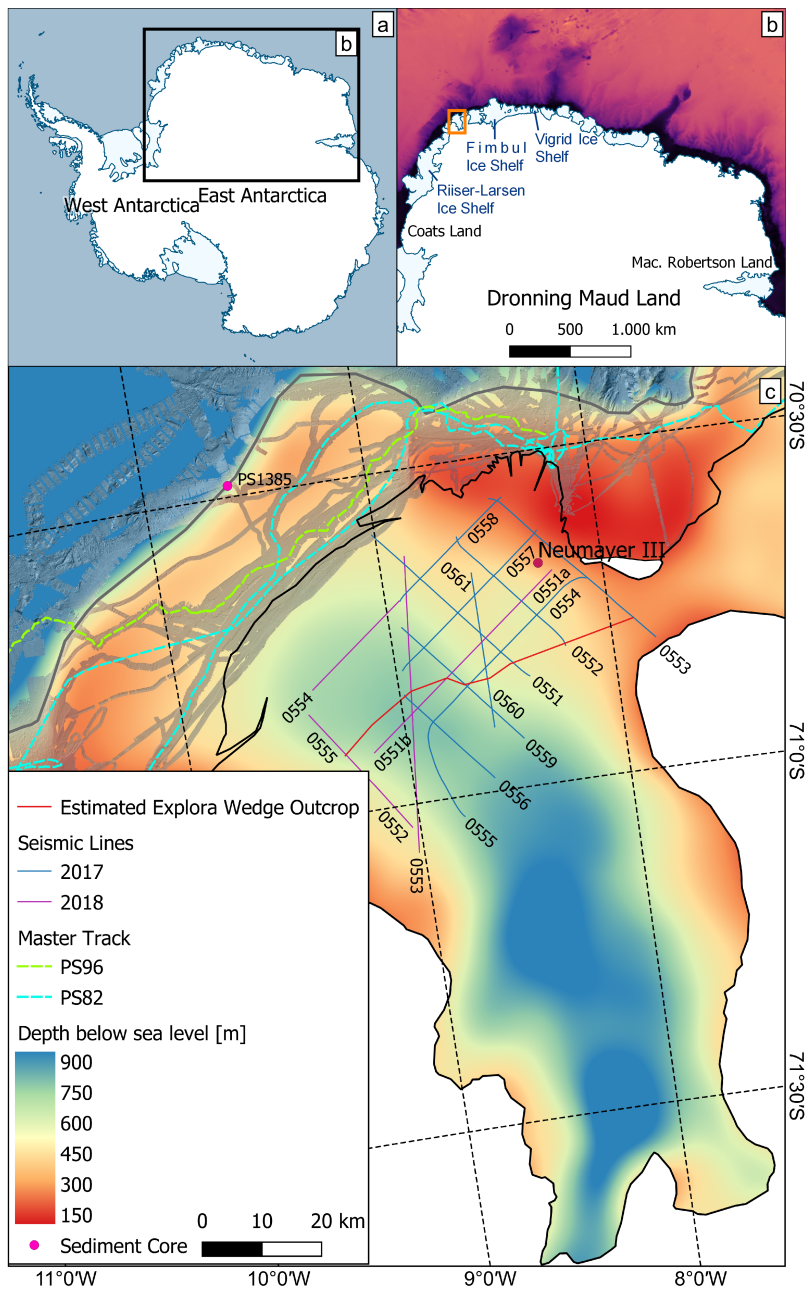 a
b
West Antarctica
East Antarctica
b
Fimbul
Ice Shelf
Vigrid Ice
Shelf
Riiser-Larsen
Ice Shelf
Coats Land
Mac. Robertson Land
Dronning Maud Land
0 500 1.000 km
c
70°30'S
PS1385
0558
0557
Neumayer III
0561
0551a
0554
0552
0553
0551
0554
0560
0555
0551b
0559
71°0'S
0556
0552
0555
0553
71°30'S
Estimated Explora Wedge Outcrop
Seismic Lines
2017
2018
Master Track
PS96
PS82
Depth below sea level [m]
900
750
600
450
300
150
0 10 20 km
Sediment Core
11°0'W 10°0'W 9°0'W 8°0'W